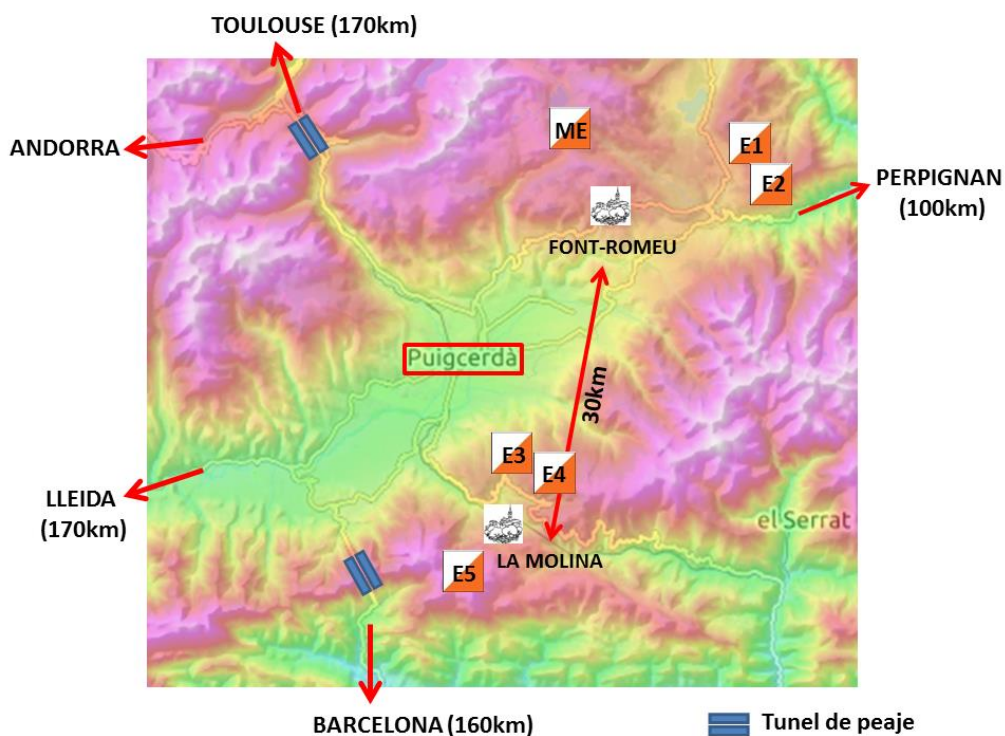 TOULOUSE (170km)
ANDORRA
ME
E1
E2
PERPIGNAN
(100km)
FONT-ROMEU
Puigcerdà
30km
E3
E4
LLEIDA
(170km)
el Serrat
LA MOLINA
E5
BARCELONA (160km)
Tunel de peaje